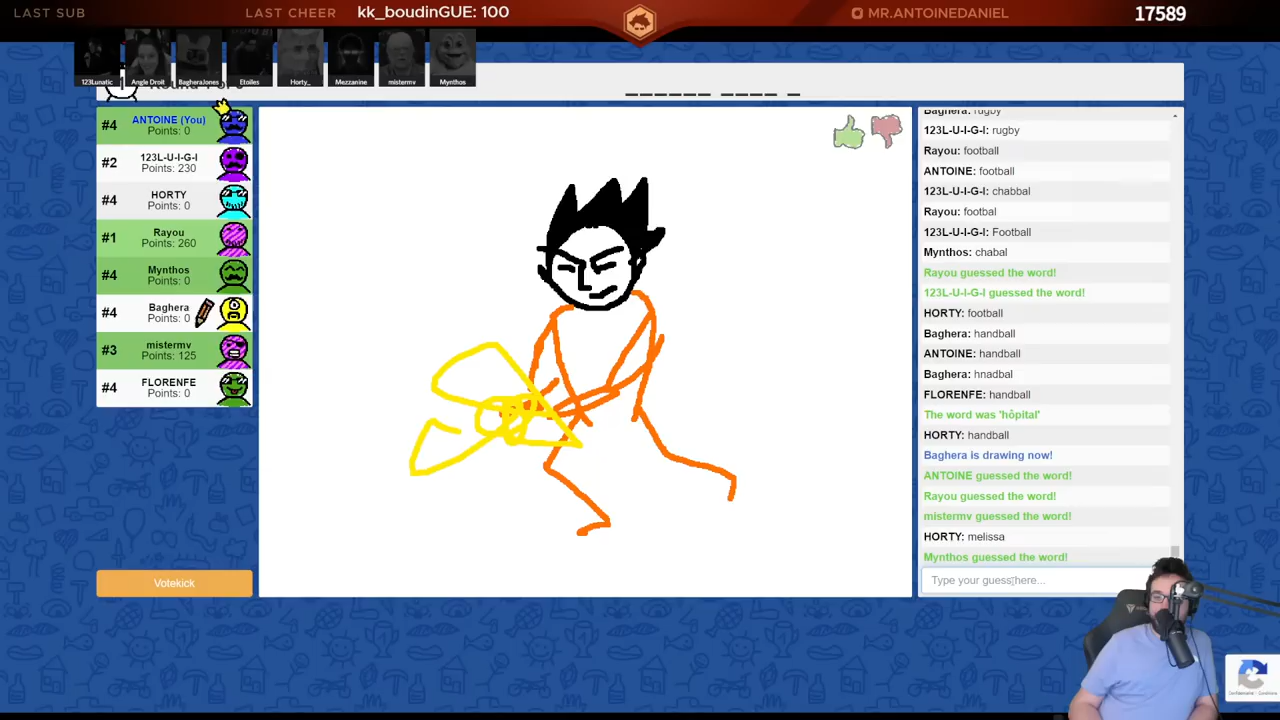 LAST SUB
LAST CHEER
kk_boudinGUE: 100
MR.ANTOINEDANIEL
17589
123Lunatic
Angle Droit
BagheraJones
Etoiles
Horty_
Mezzanine
mistermv
Mynthos
______ ____ _
#4
ANTOINE (You)
Points: 0
#2
123L-U-I-G-I
Points: 230
#4
HORTY
Points: 0
#1
Rayou
Points: 260
#4
Mynthos
Points: 0
#4
Baghera
Points: 0
#3
mistermv
Points: 125
#4
FLORENFE
Points: 0
Votekick
Baghera: rugby
123L-U-I-G-I: rugby
Rayou: football
ANTOINE: football
123L-U-I-G-I: chabbal
Rayou: footbal
123L-U-I-G-I: Football
Mynthos: chabal
Rayou guessed the word!
123L-U-I-G-I guessed the word!
HORTY: football
Baghera: handball
ANTOINE: handball
Baghera: hnadbal
FLORENFE: handball
The word was 'hôpital'
HORTY: handball
Baghera is drawing now!
ANTOINE guessed the word!
Rayou guessed the word!
mistermv guessed the word!
HORTY: melissa
Mynthos guessed the word!
Type your guess here...